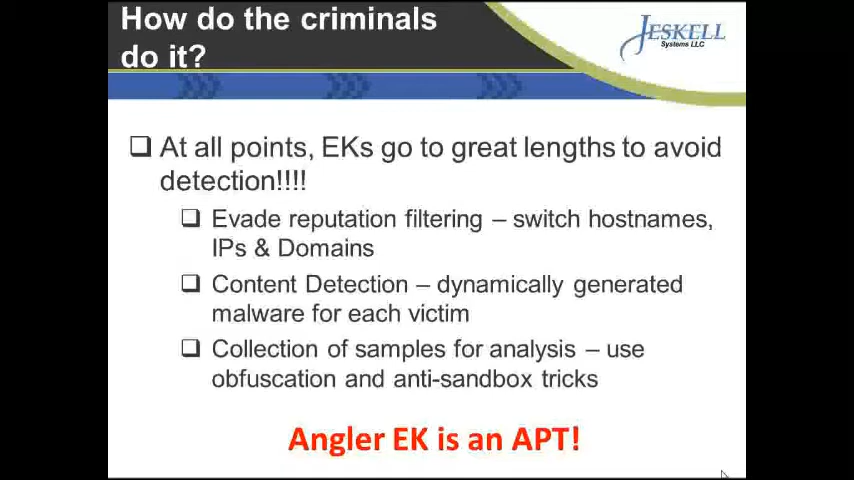 How do the criminals
do it?
JESKELL
Systems LLC
At all points, EKs go to great lengths to avoid
detection!!!!
Evade reputation filtering – switch hostnames,
IPs & Domains
Content Detection – dynamically generated
malware for each victim
Collection of samples for analysis – use
obfuscation and anti-sandbox tricks
Angler EK is an APT!